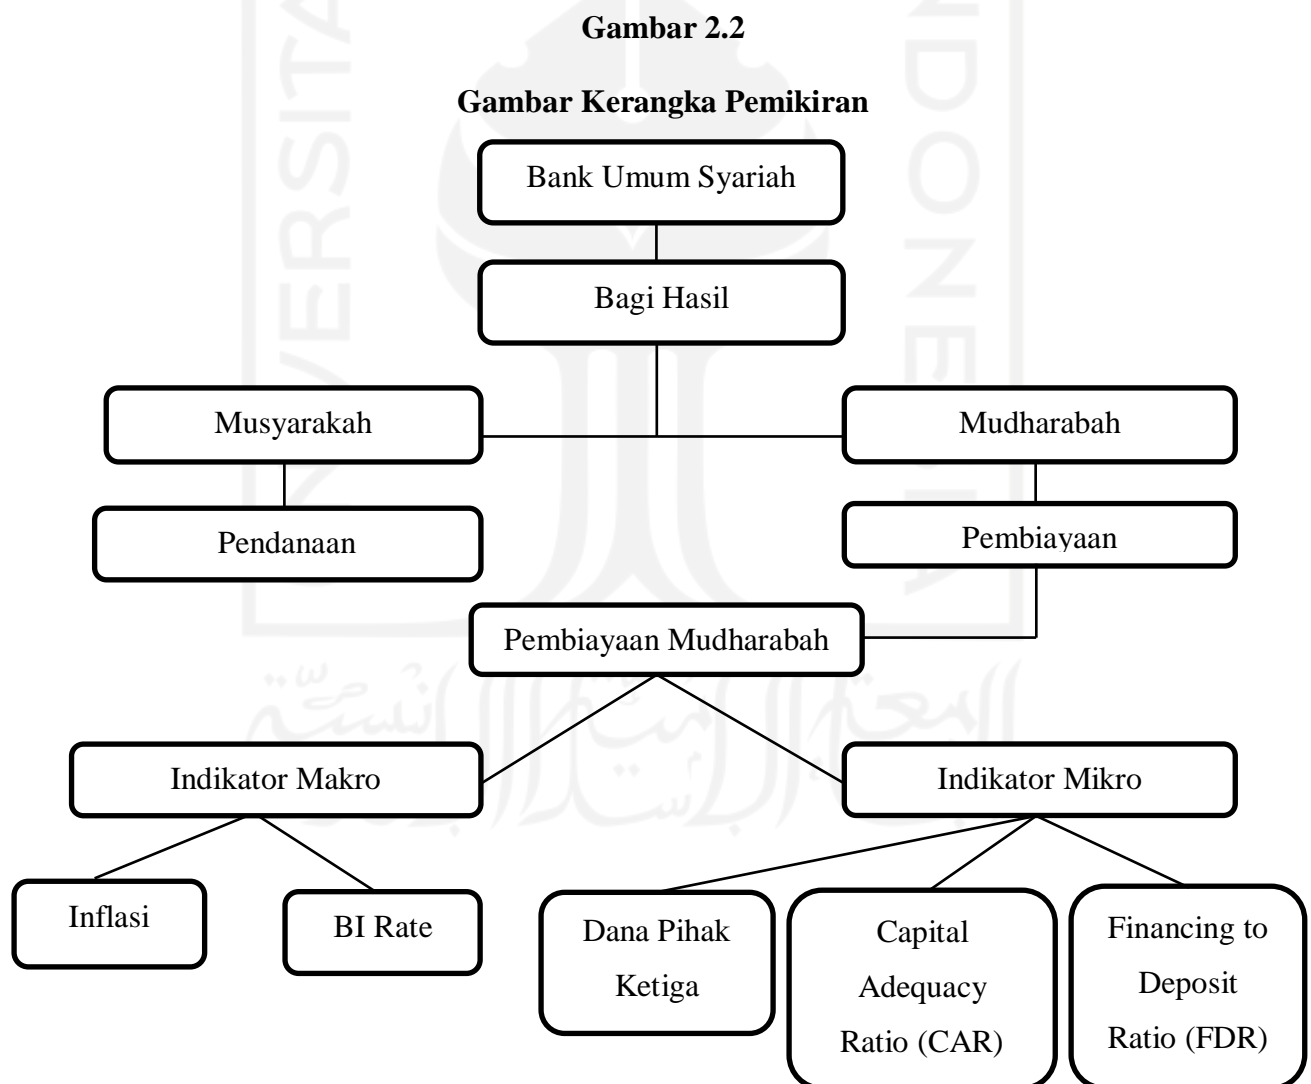 Gambar 2.2
Gambar Kerangka Pemikiran
Bank Umum Syariah
Bagi Hasil
Musyarakah
Mudharabah
Pendanaan
Pembiayaan
Pembiayaan Mudharabah
Indikator Makro
Indikator Mikro
Inflasi
BI Rate
Dana Pihak
Ketiga
Capital
Adequacy
Ratio (CAR)
Financing to
Deposit
Ratio (FDR)